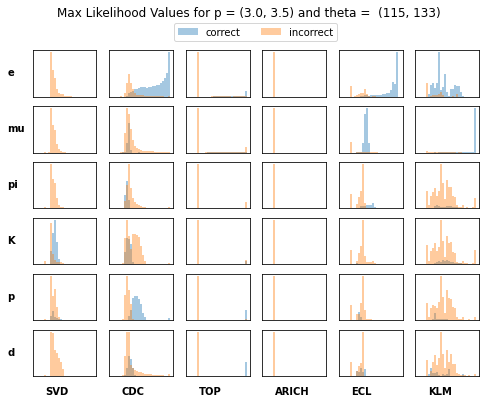 Max Likelihood Values for p = (3.0, 3.5) and theta =  (115, 133)
correct incorrect
e
mu
pi
K
p
d
SVD CDC TOP ARICH ECL KLM